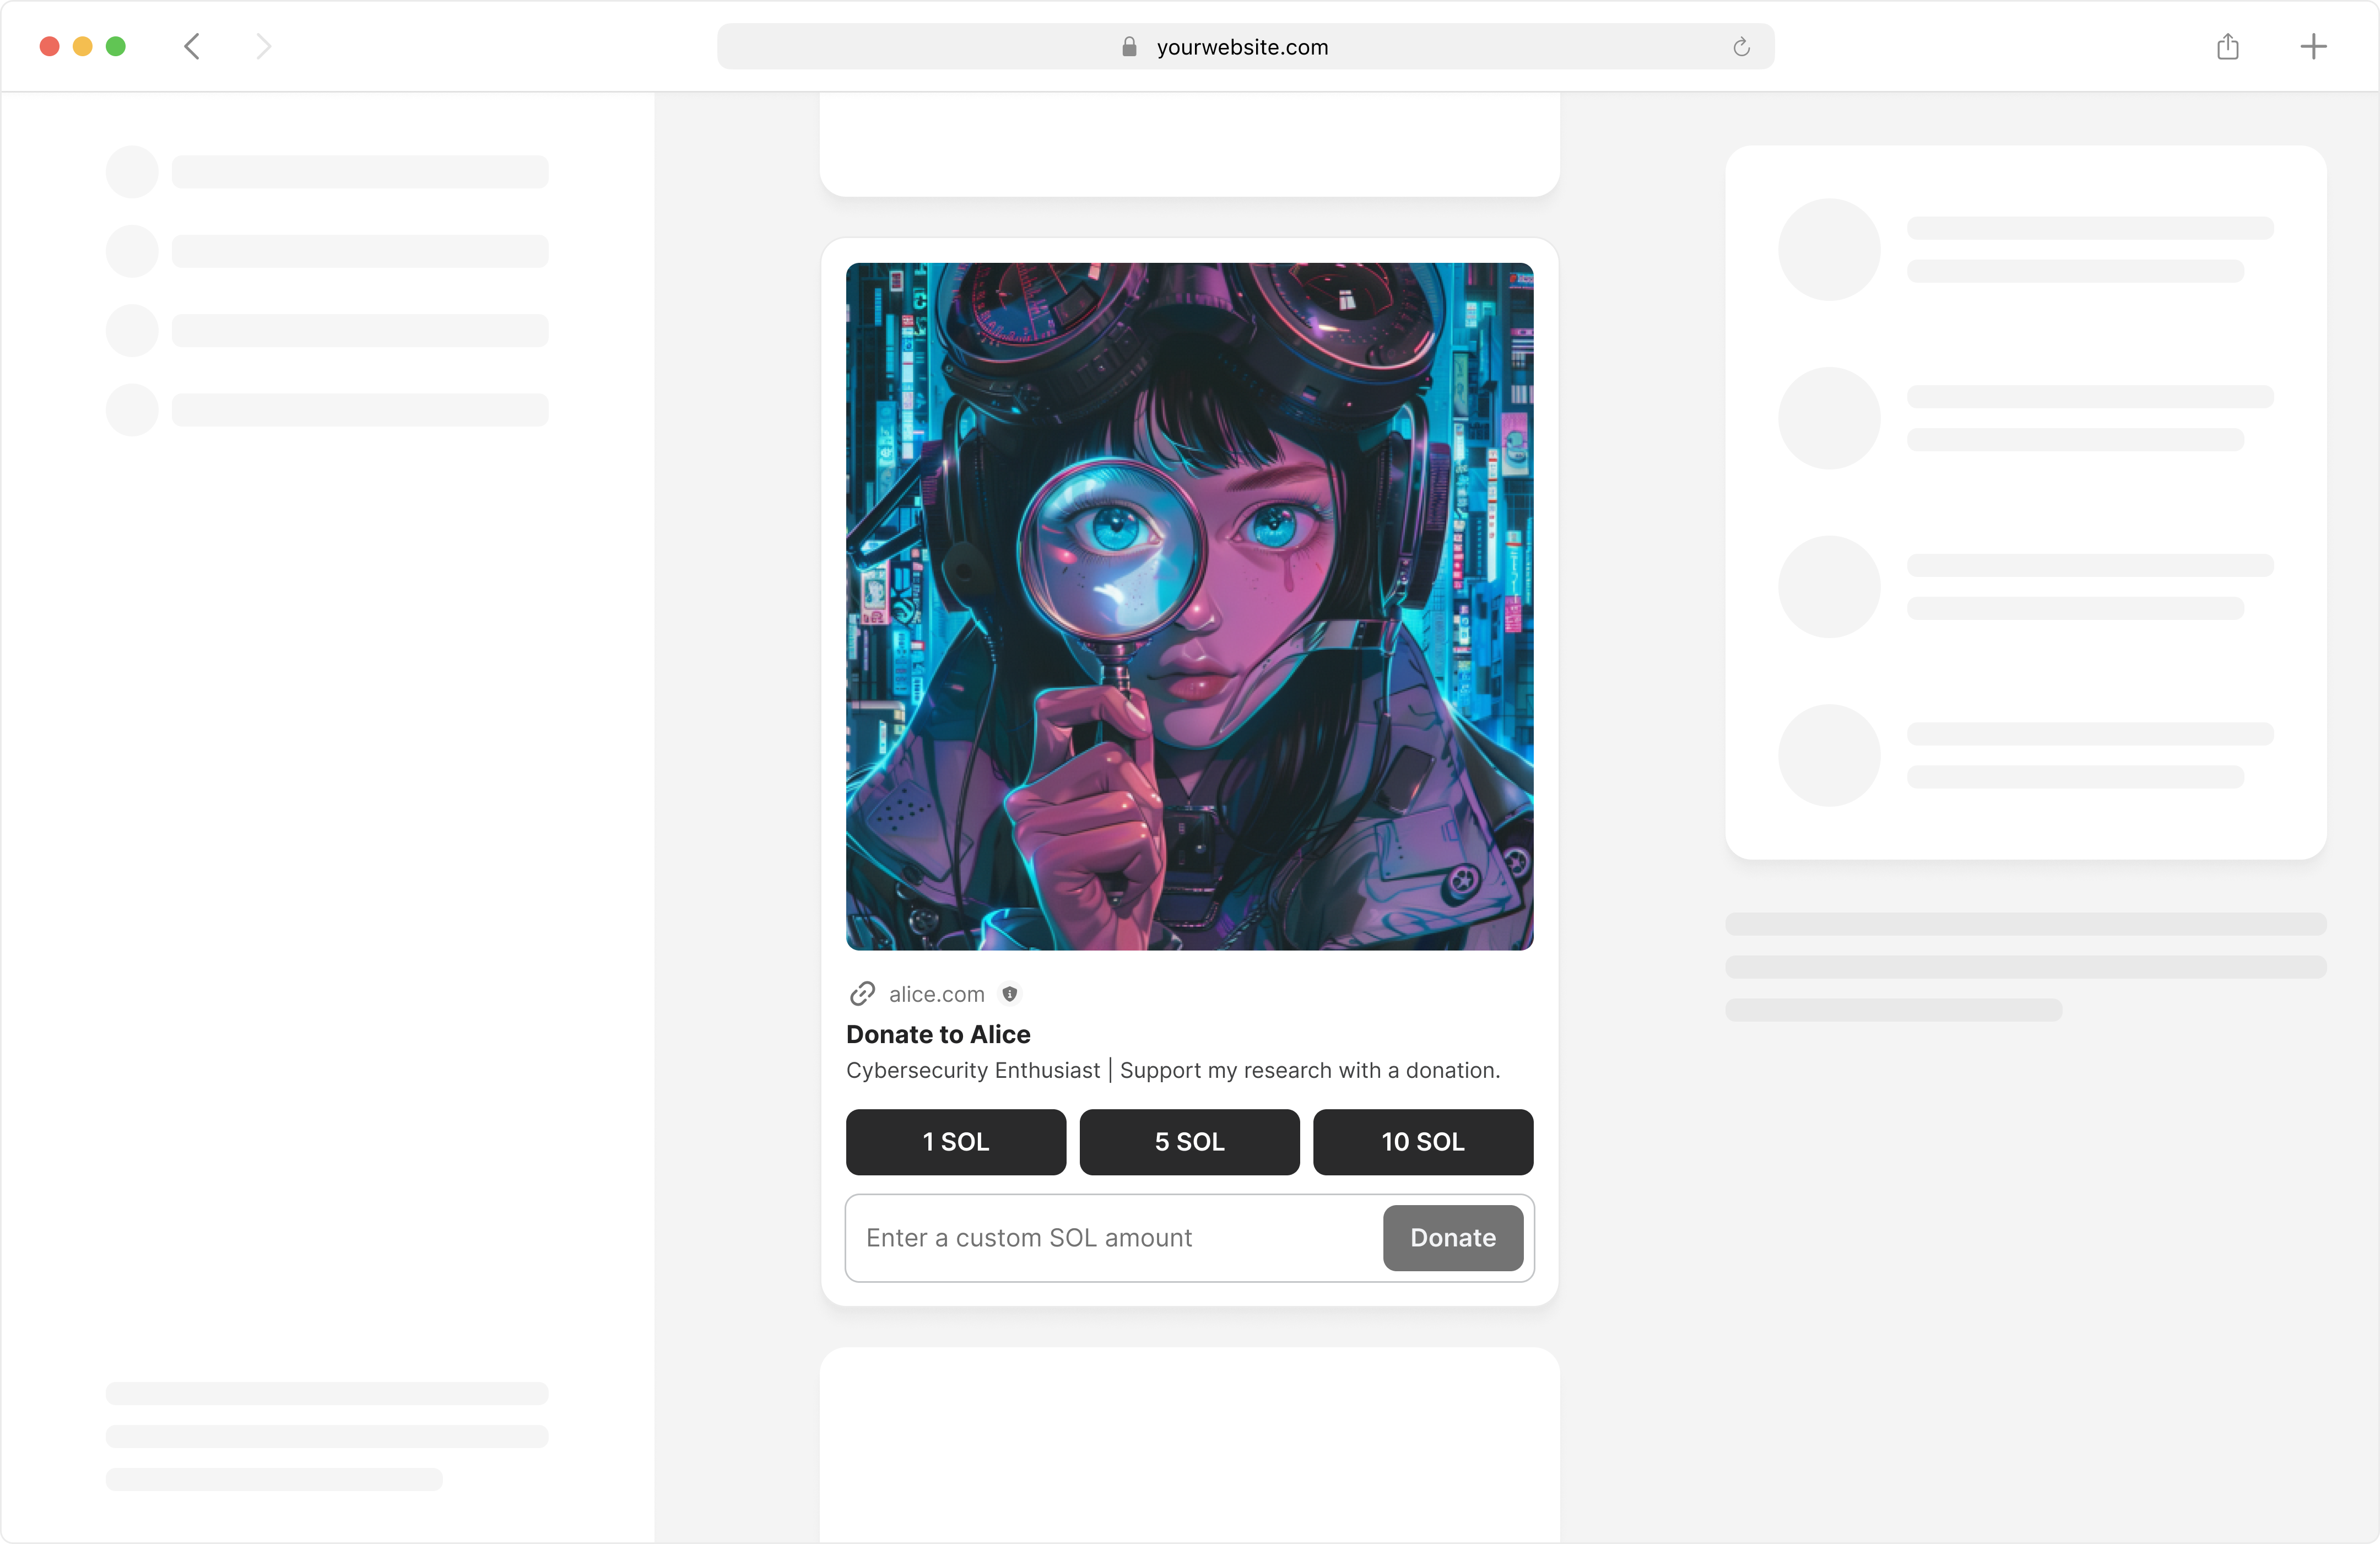 yourwebsite.com
alice.com
Donate to Alice
Cybersecurity Enthusiast | Support my research with a donation.
1 SOL
5 SOL
10 SOL
Enter a custom SOL amount
Donate